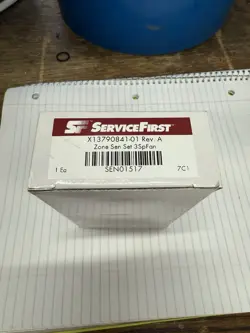 SF SERVICEFIRST
X13790841-01 Rev. A
Zone Sen Set 3SpFan
1 Ea SEN01517 7C1